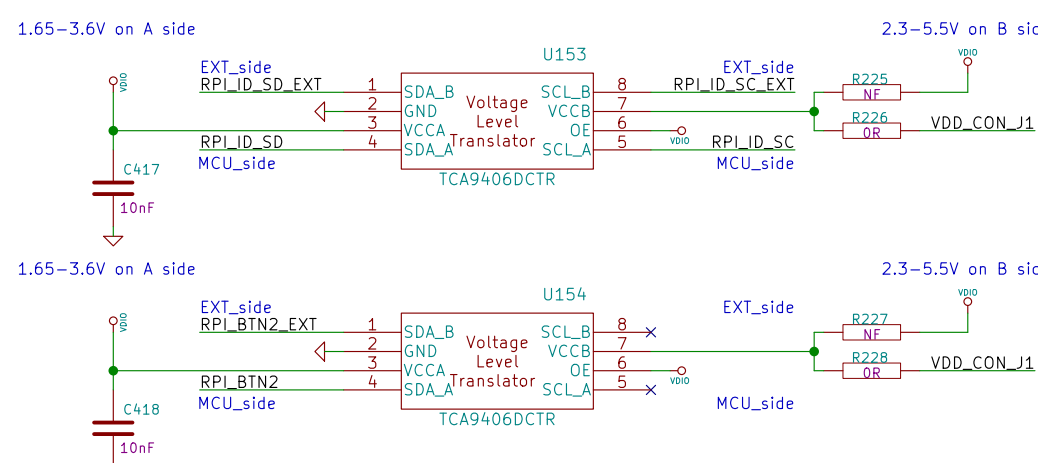 1.65-3.6V on A side
2.3-5.5V on B sid
U153
VDIO
VDIO
EXT_side
EXT_side
R225
RPI_ID_SD_EXT
1
SDA_B
SCL_B
8
RPI_ID_SC_EXT
NF
2
GND
Voltage
VCCB
7
R226
3
VCCA
Level
OE
6
VDIO
0R
VDD_CON_J1
RPI_ID_SD
4
SDA_A
Translator
SCL_A
5
RPI_ID_SC
MCU_side
MCU_side
C417
TCA9406DCTR
10nF
1.65-3.6V on A side
2.3-5.5V on B sid
U154
VDIO
VDIO
EXT_side
EXT_side
R227
RPI_BTN2_EXT
1
SDA_B
SCL_B
8
NF
2
GND
Voltage
VCCB
7
R228
3
VCCA
Level
OE
6
VDIO
0R
VDD_CON_J1
RPI_BTN2
4
SDA_A
Translator
SCL_A
5
MCU_side
MCU_side
C418
TCA9406DCTR
10nF